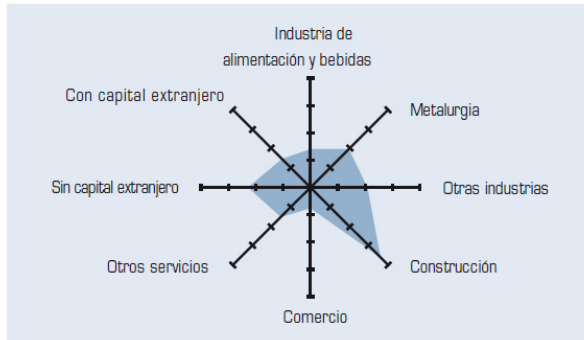 Industria de
alimentación y bebidas
Con capital extranjero
Metalurgia
Sin capital extranjero
Otras industrias
Otros servicios
Construcción
Comercio